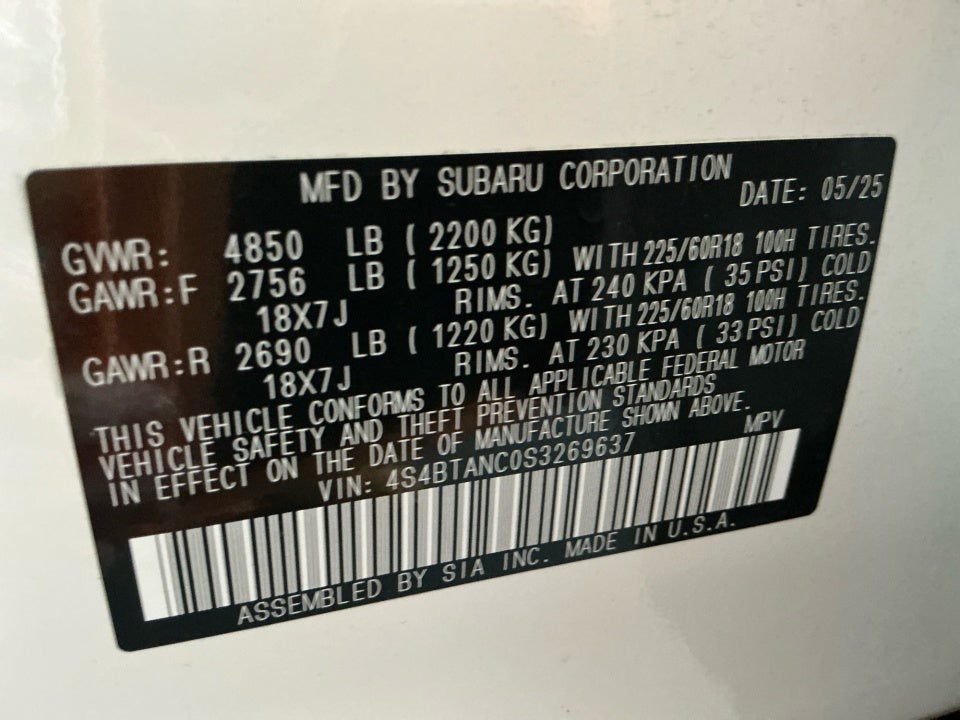 MFD BY SUBARU CORPORATION DATE: 05/25
GVWR: 4850 LB ( 2200 KG)
GAWR:F 2756 LB ( 1250 KG) WITH 225/60R18 100H TIRES.
18X7J RIMS. AT 240 KPA ( 35 PSI) COLD
GAWR:R 2690 LB ( 1220 KG) WITH 225/60R18 100H TIRES.
18X7J RIMS. AT 230 KPA ( 33 PSI) COLD
THIS VEHICLE CONFORMS TO ALL APPLICABLE FEDERAL MOTOR
VEHICLE SAFETY AND THEFT PREVENTION STANDARDS
IN EFFECT ON THE DATE OF MANUFACTURE SHOWN ABOVE.
VIN: 4S4BTANC0S3269637 MPV
ASSEMBLED BY SIA INC. MADE IN U.S.A.